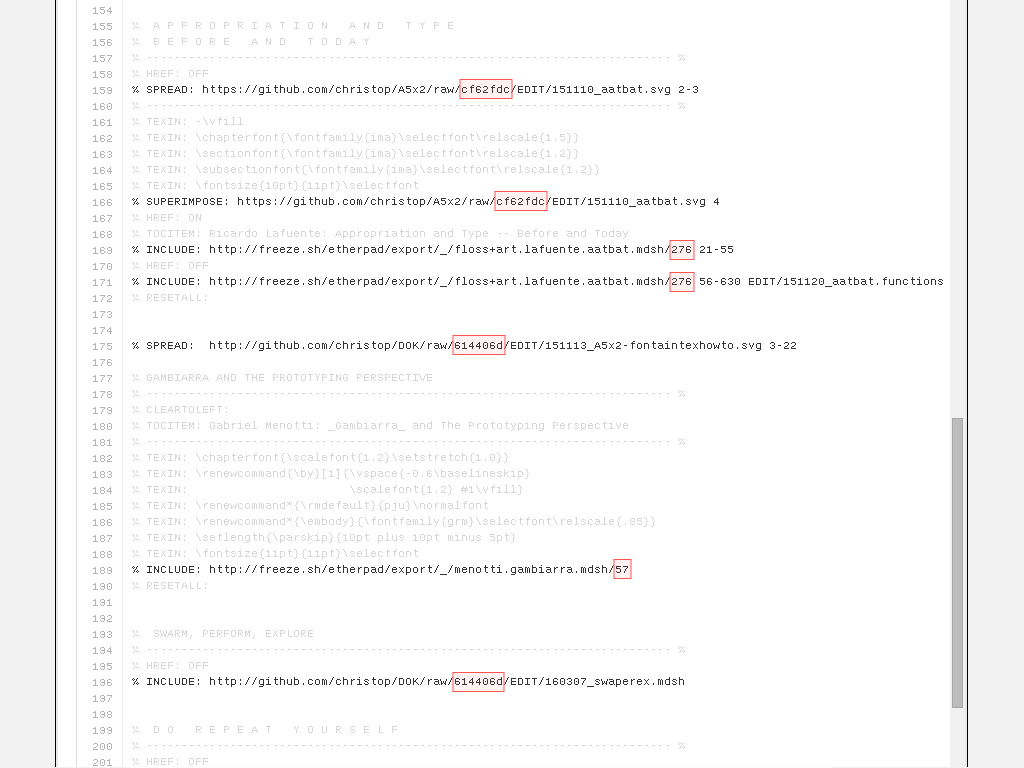 154
155 % A P P R O P R I A T I O N   A N D   T Y P E
156 % B E F O R E   A N D   T O D A Y
157 % --------------------------------------------------------------------------- %
158 % HREF: OFF
159 % SPREAD: https://github.com/christop/A5x2/raw/cf62fdc/EDIT/151110_aatbat.svg 2-3
160 % --------------------------------------------------------------------------- %
161 % TEXIN: ~\vfill
162 % TEXIN: \chapterfont{\fontfamily{ima}\selectfont\relscale{1.5}}
163 % TEXIN: \sectionfont{\fontfamily{ima}\selectfont\relscale{1.2}}
164 % TEXIN: \subsectionfont{\fontfamily{ima}\selectfont\relscale{1.2}}
165 % TEXIN: \fontsize{10pt}{11pt}\selectfont
166 % SUPERIMPOSE: https://github.com/christop/A5x2/raw/cf62fdc/EDIT/151110_aatbat.svg 4
167 % HREF: ON
168 % TOCITEM: Ricardo Lafuente: Appropriation and Type -- Before and Today
169 % INCLUDE: http://freeze.sh/etherpad/export/_/floss+art.lafuente.aatbat.mdsh/276 21-55
170 % HREF: OFF
171 % INCLUDE: http://freeze.sh/etherpad/export/_/floss+art.lafuente.aatbat.mdsh/276 56-630 EDIT/151120_aatbat.functions
172 % RESETALL:
173
174
175 % SPREAD:  http://github.com/christop/DOK/raw/614406d/EDIT/151113_A5x2-fontaintexhowto.svg 3-22
176
177 % GAMBIARRA AND THE PROTOTYPING PERSPECTIVE
178 % --------------------------------------------------------------------------- %
179 % CLEARTOLEFT:
180 % TOCITEM: Gabriel Menotti: _Gambiarra_ and The Prototyping Perspective
181 % --------------------------------------------------------------------------- %
182 % TEXIN: \chapterfont{\scalefont{1.2}\setstretch{1.0}}
183 % TEXIN: \renewcommand{\by}[1]{\vspace{-0.6\baselineskip}
184 % TEXIN:                       \scalefont{1.2} #1\vfill}
185 % TEXIN: \renewcommand*{\rmdefault}{pju}\normalfont
186 % TEXIN: \renewcommand*{\embody}{\fontfamily{grm}\selectfont\relscale{.85}}
187 % TEXIN: \setlength{\parskip}{10pt plus 10pt minus 5pt}
188 % TEXIN: \fontsize{11pt}{11pt}\selectfont
189 % INCLUDE: http://freeze.sh/etherpad/export/_/menotti.gambiarra.mdsh/57
190 % RESETALL:
191
192
193 %  SWARM, PERFORM, EXPLORE
194 % --------------------------------------------------------------------------- %
195 % HREF: OFF
196 % INCLUDE: http://github.com/christop/DOK/raw/614406d/EDIT/160307_swaperex.mdsh
197
198
199 % D O   R E P E A T   Y O U R S E L F
200 % --------------------------------------------------------------------------- %
201 % HREF: OFF